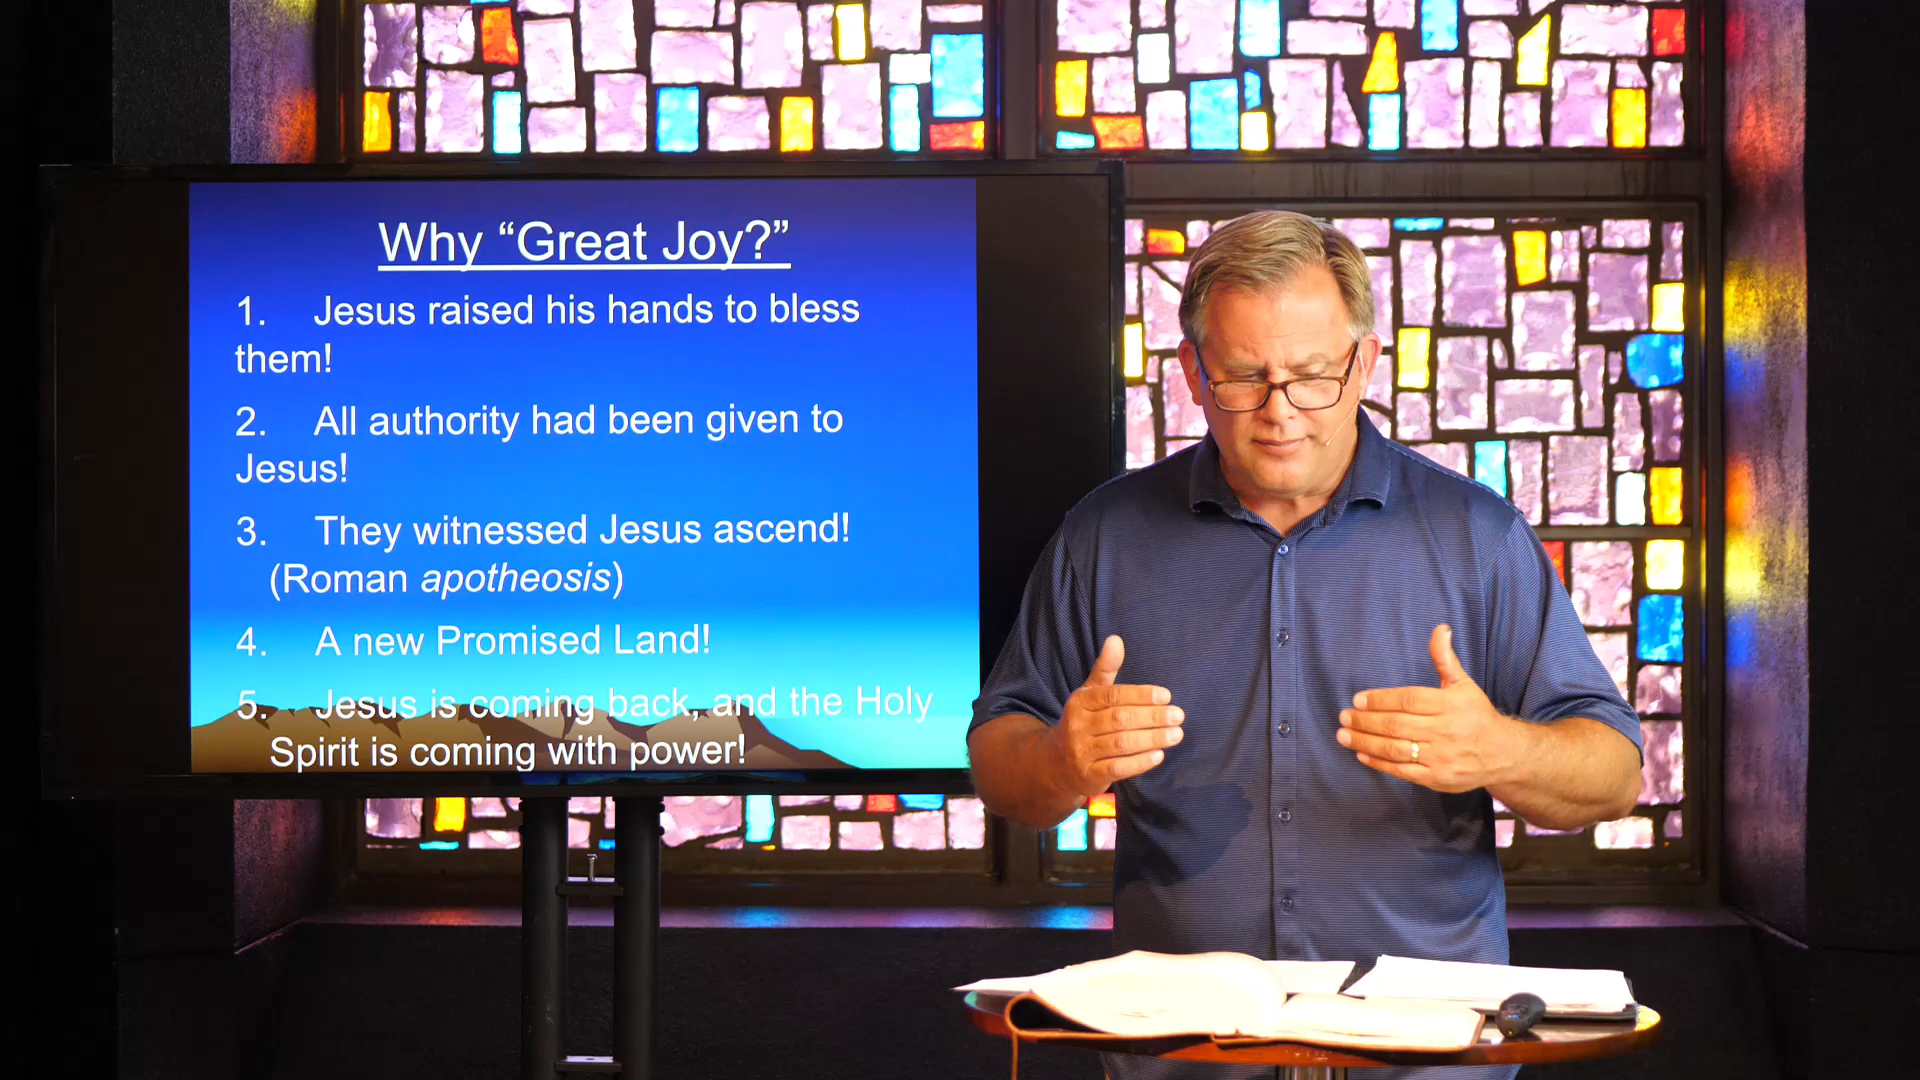 Why “Great Joy?”
1. Jesus raised his hands to bless
them!
2. All authority had been given to
Jesus!
3. They witnessed Jesus ascend!
(Roman apotheosis)
4. A new Promised Land!
5. Jesus is coming back, and the Holy
Spirit is coming with power!